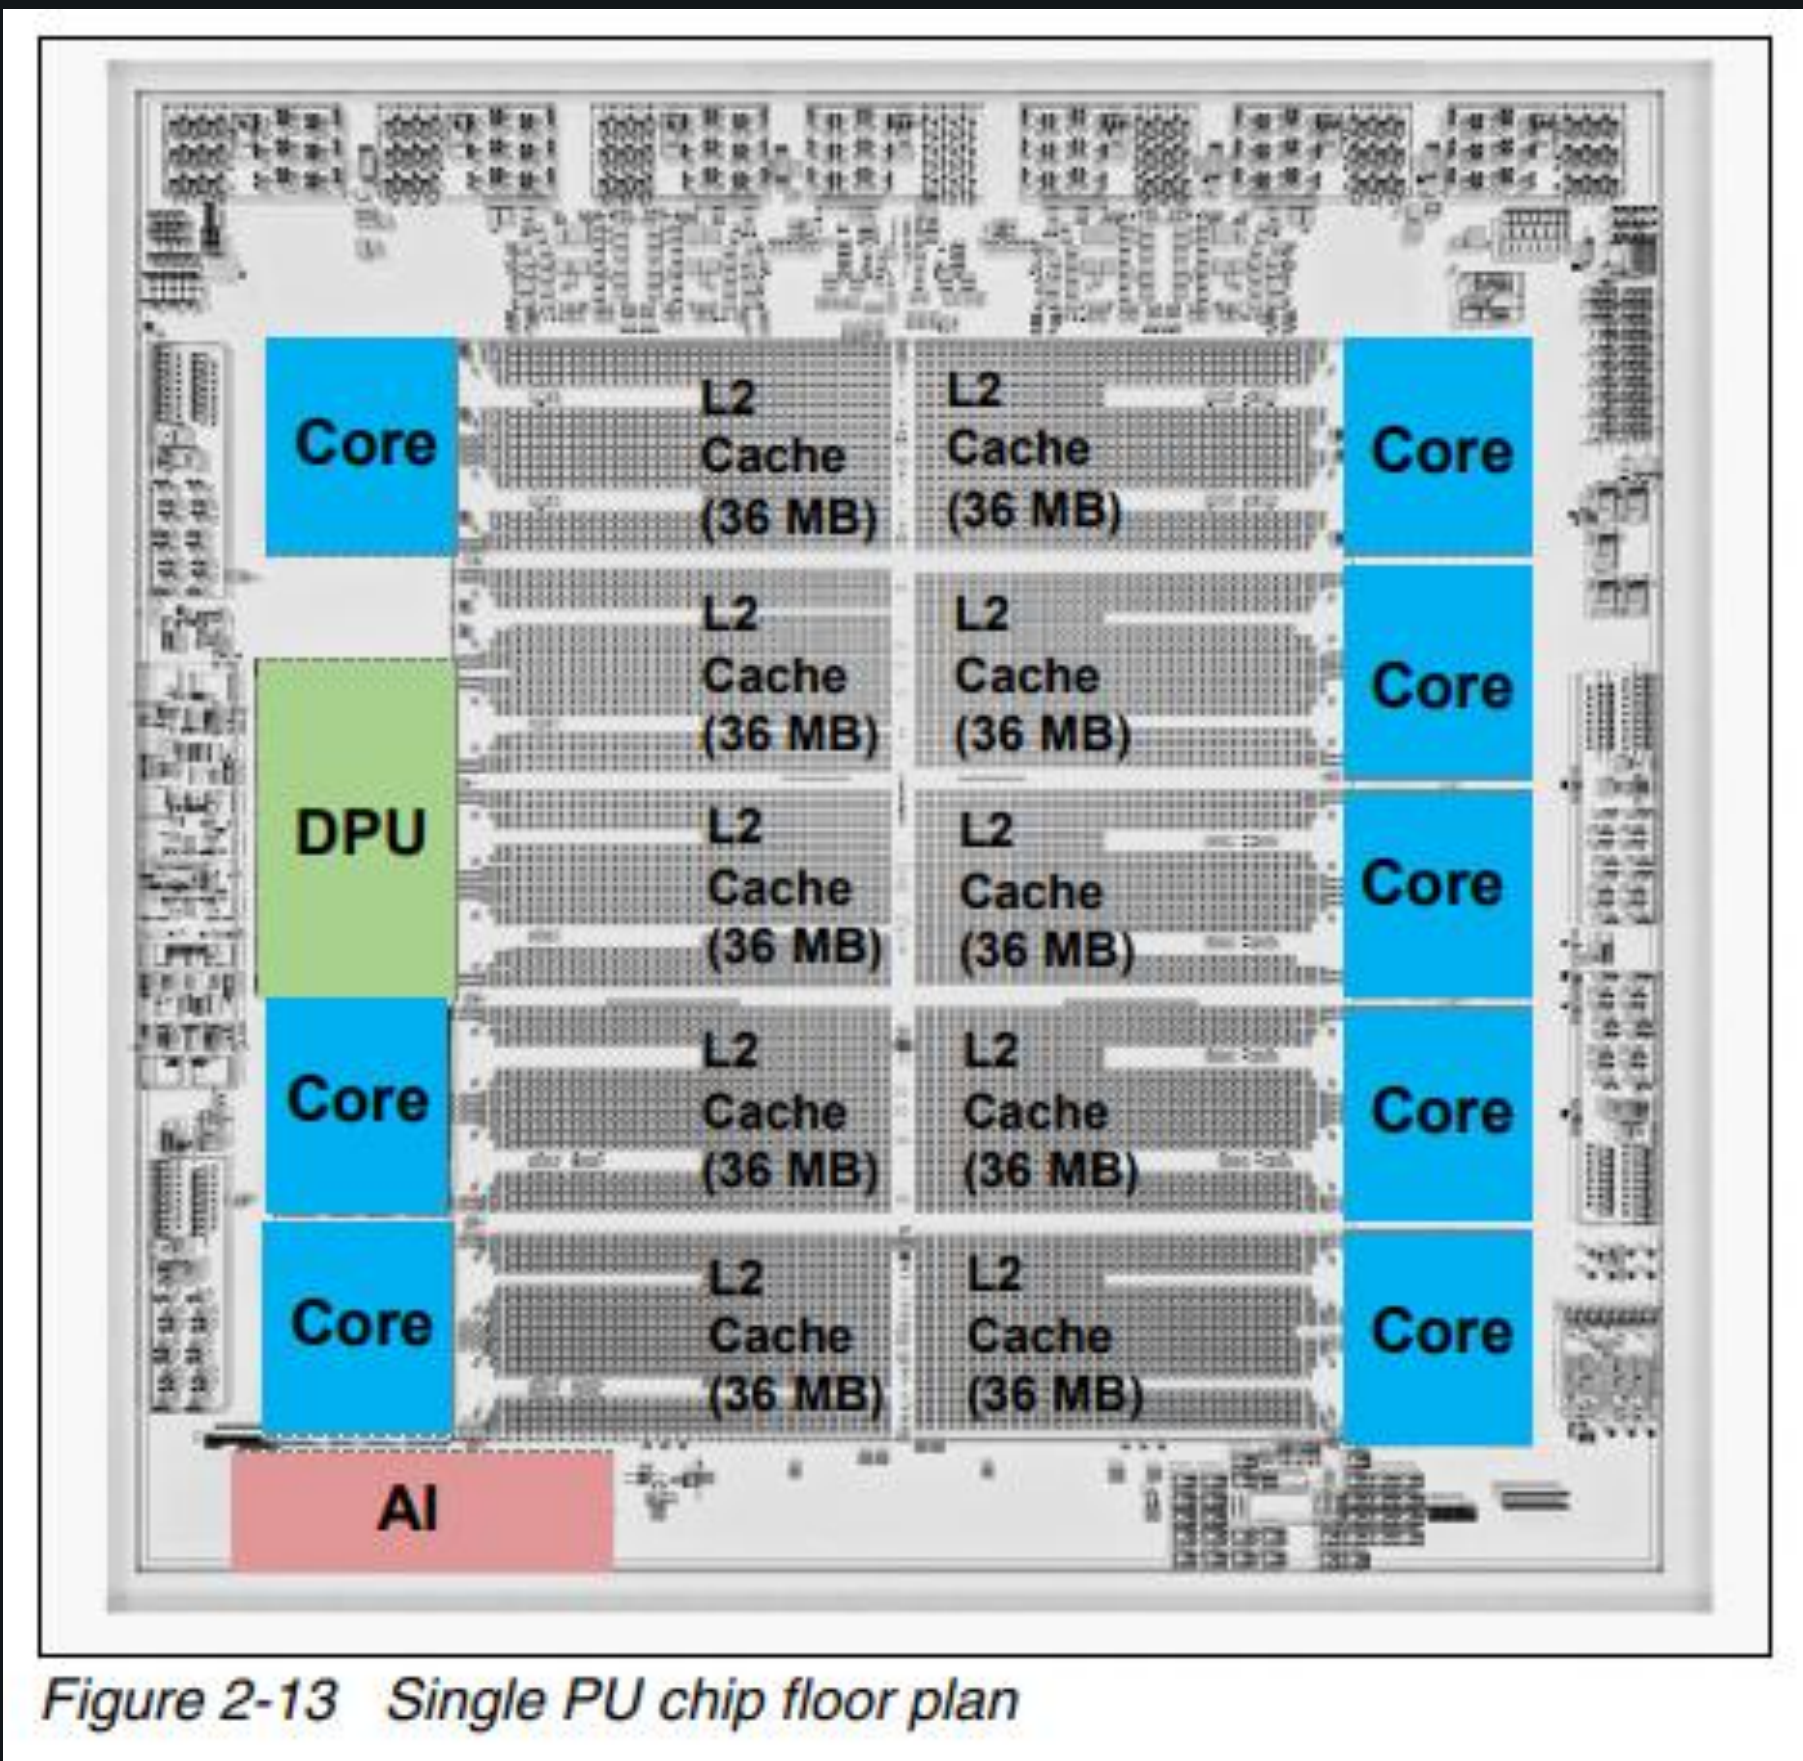 Core
L2
Cache
(36 MB)
L2
Cache
(36 MB)
Core
L2
Cache
(36 MB)
L2
Cache
(36 MB)
Core
DPU
L2
Cache
(36 MB)
L2
Cache
(36 MB)
Core
Core
L2
Cache
(36 MB)
L2
Cache
(36 MB)
Core
Core
L2
Cache
(36 MB)
L2
Cache
(36 MB)
Core
AI
Figure 2-13 Single PU chip floor plan